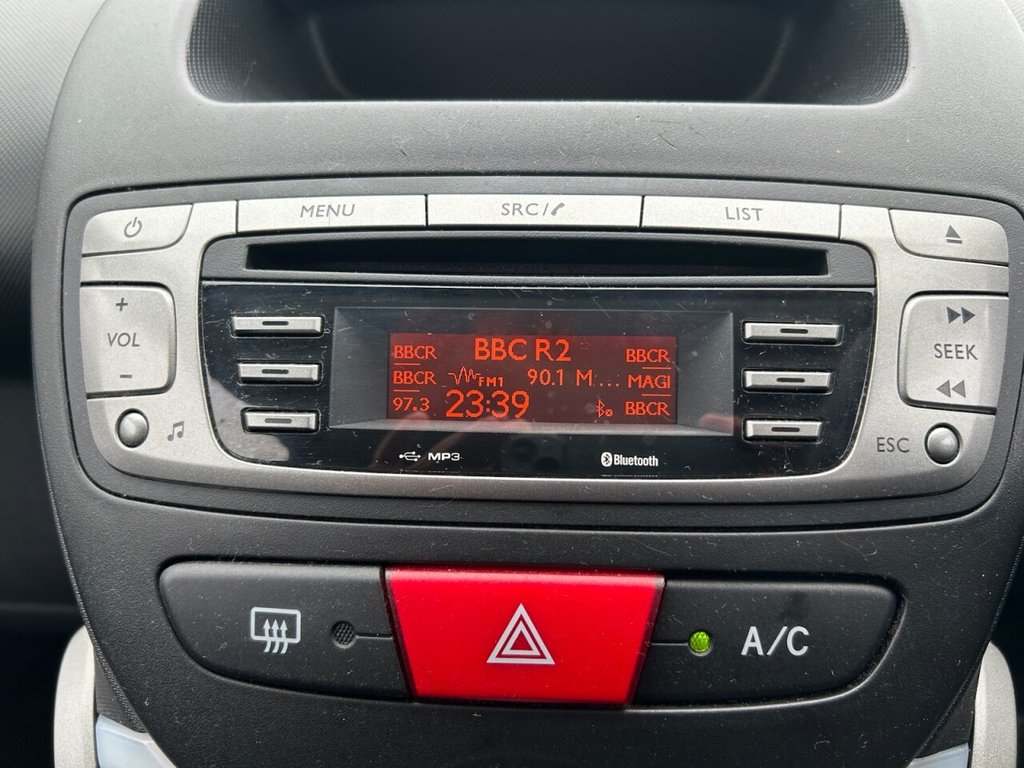 MENU SRC/ LIST
+
VOL
–
SEEK
ESC
BBCR BBC R2 BBCR
BBCR FM1 90.1 M... MAGI
97.3 23:39 BBCR
MP3 Bluetooth
A/C